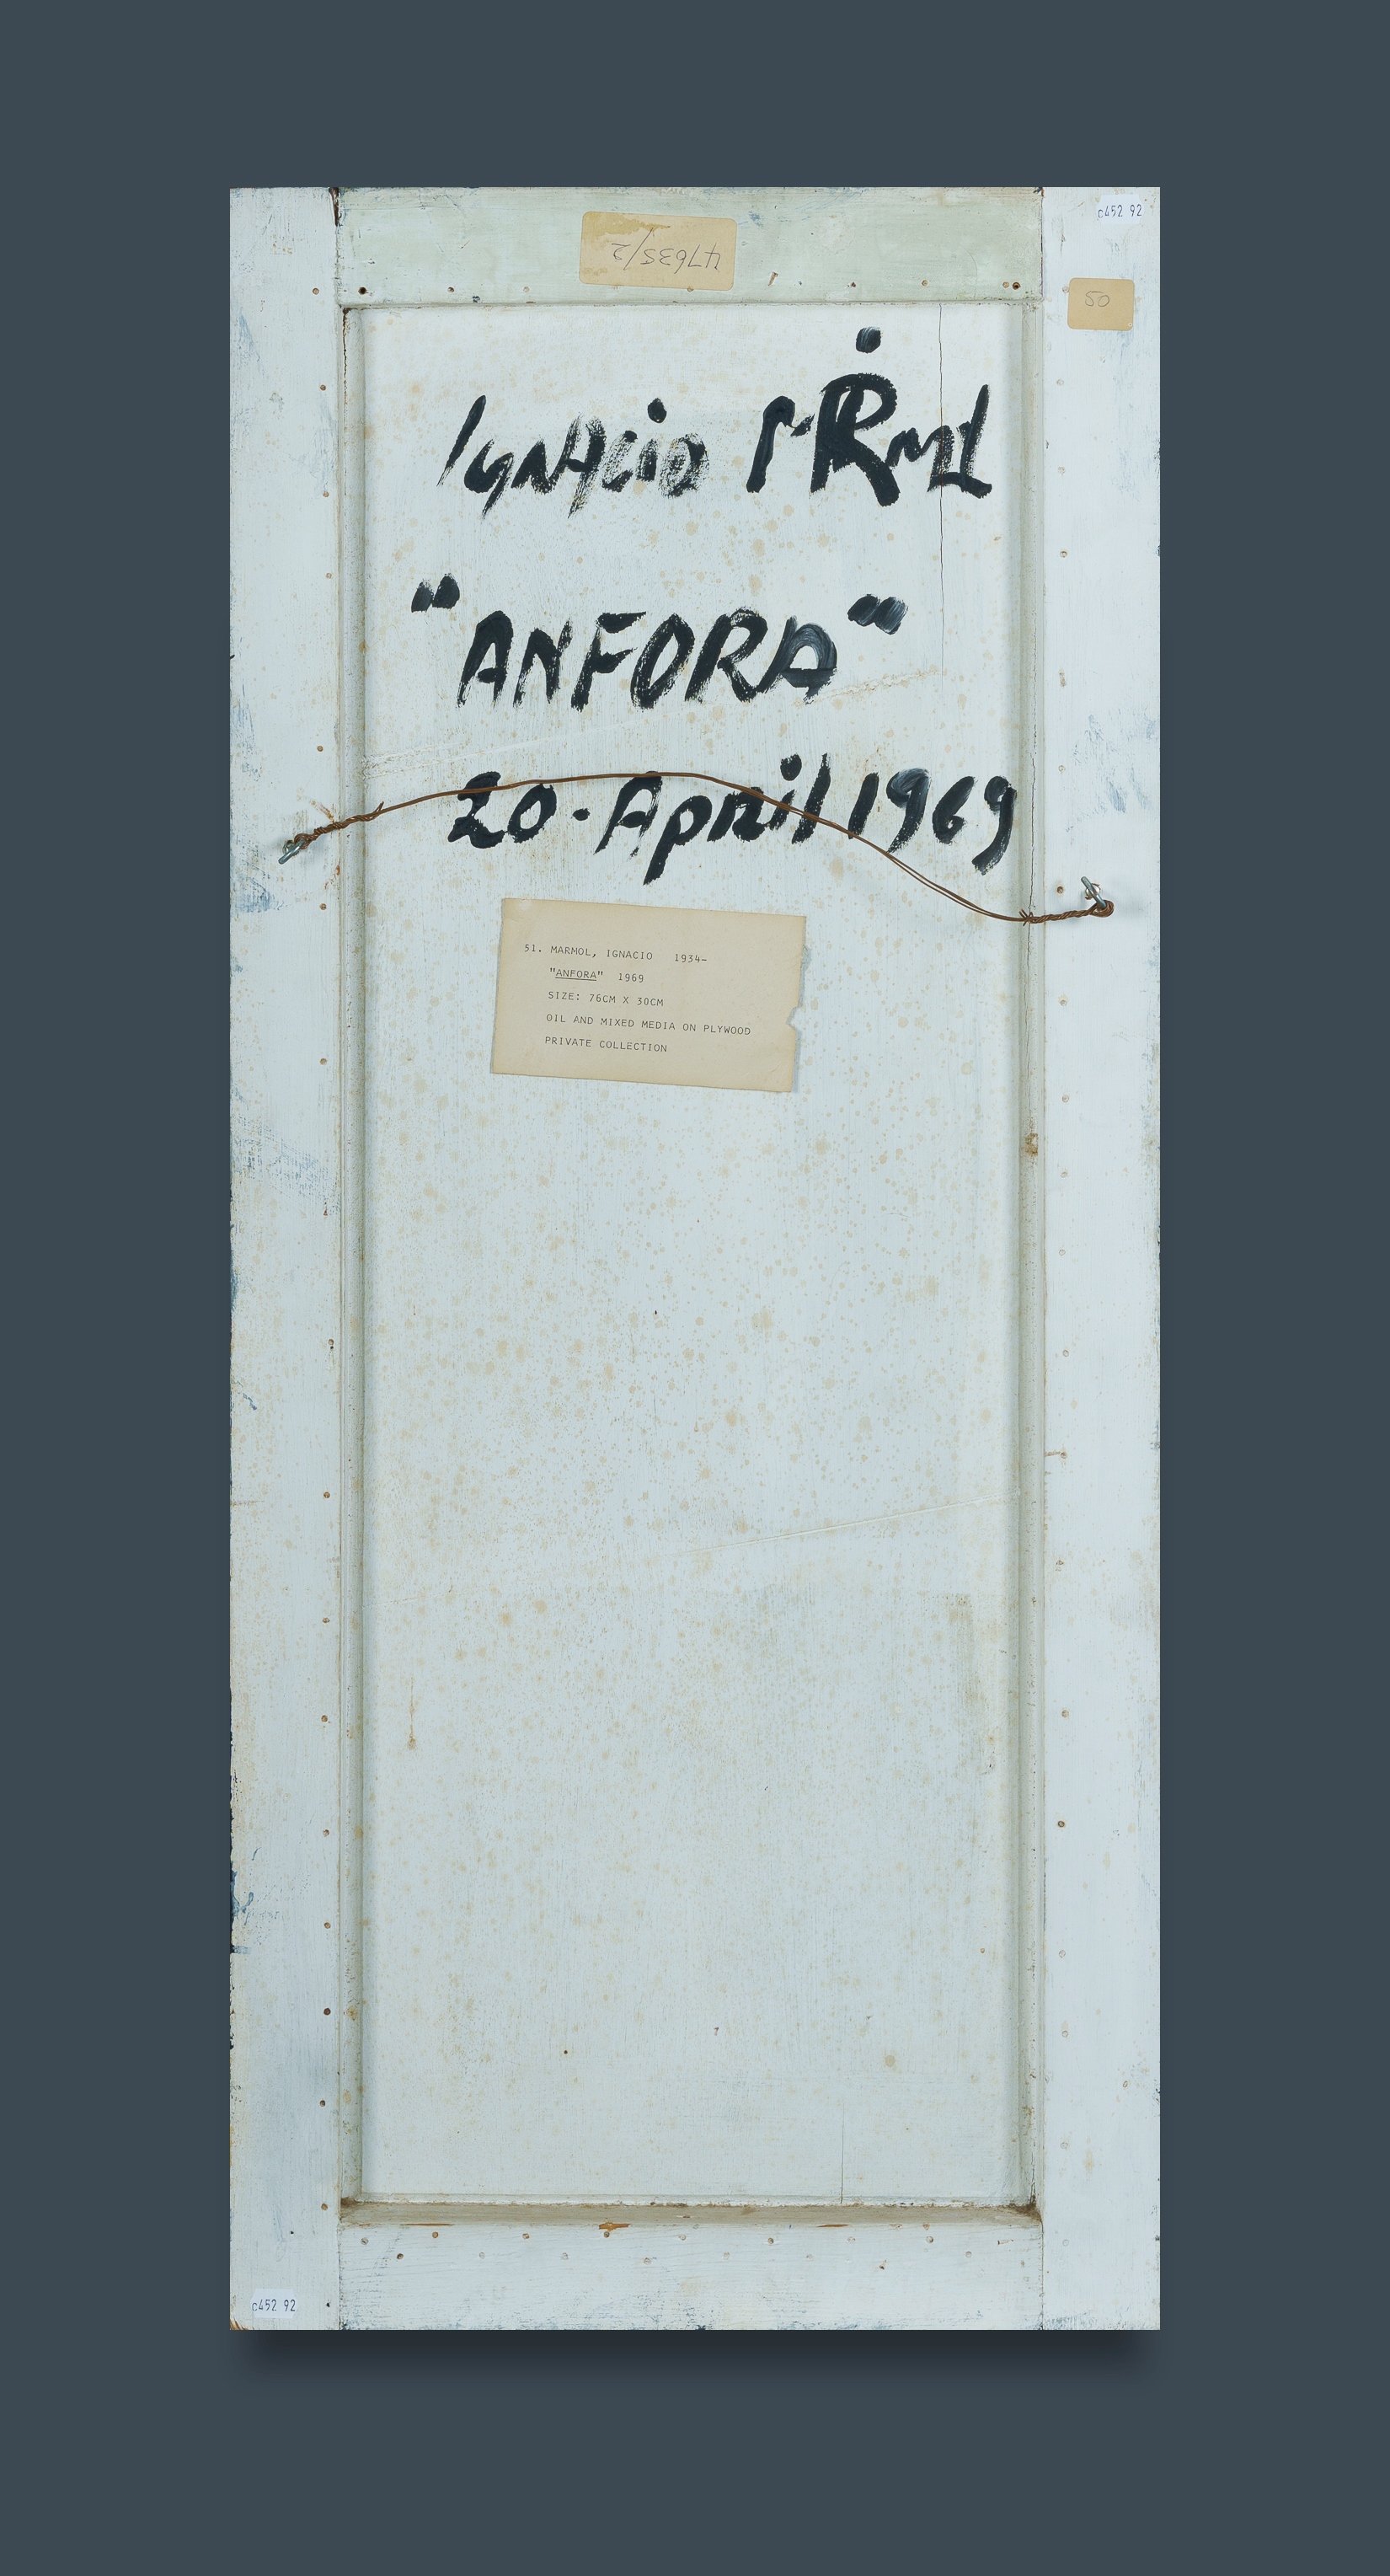 c452 92
47635/2
50
Ignacio
"ANFORA"
20. April 1969
51. MARMOL, IGNACIO 1934-
"ANFORA" 1969
SIZE: 76CM X 30CM
OIL AND MIXED MEDIA ON PLYWOOD
PRIVATE COLLECTION
c452 92